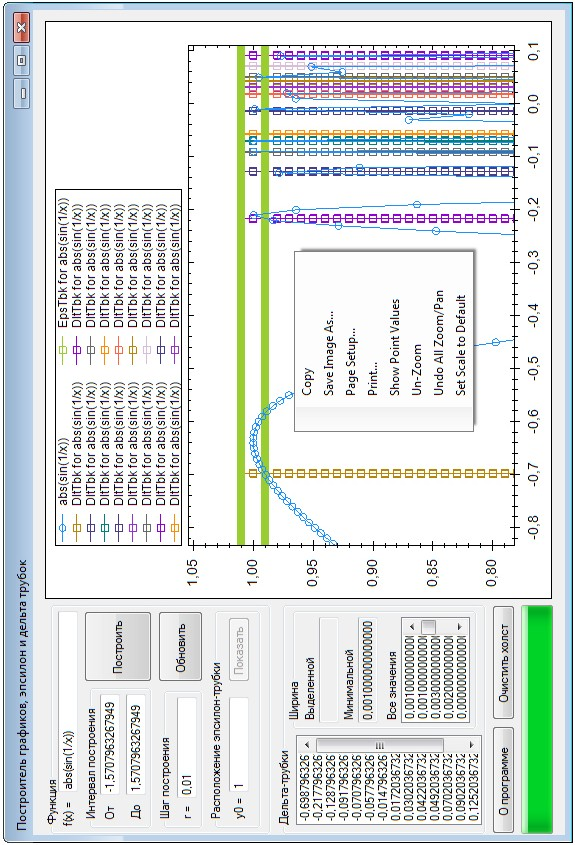 Построитель графиков, эпсилон и дельта трубок
Функция
f(x) = abs(sin(1/x))
Интервал построения
От -1,5707963267949
До 1,5707963267949
Построить
Шаг построения
r = 0,01
Обновить
Расположение эпсилон-трубки
y0 = 1
Показать
Дельта-трубки
-0,698796326
-0,217796326
-0,128796326
-0,091796326
-0,070796326
-0,057796326
-0,014796326
0,0172036732
0,0302036732
0,0422036732
0,0492036732
0,0702036732
0,0902036732
0,1252036732
Ширина
Выделенной
Минимальной
0,0010000000000000
Все значения
0,001000000000
0,001000000000
0,003000000000
0,002000000000
0,000000000000
О программе
Очистить холст
abs(sin(1/x))
EpsTbk for abs(sin(1/x))
DltTbk for abs(sin(1/x))
DltTbk for abs(sin(1/x))
DltTbk for abs(sin(1/x))
DltTbk for abs(sin(1/x))
DltTbk for abs(sin(1/x))
DltTbk for abs(sin(1/x))
DltTbk for abs(sin(1/x))
DltTbk for abs(sin(1/x))
DltTbk for abs(sin(1/x))
DltTbk for abs(sin(1/x))
DltTbk for abs(sin(1/x))
DltTbk for abs(sin(1/x))
DltTbk for abs(sin(1/x))
DltTbk for abs(sin(1/x))
1,05
1,00
0,95
0,90
0,85
0,80
-0,8
-0,7
-0,6
-0,5
-0,4
-0,3
-0,2
-0,1
0,0
0,1
Copy
Save Image As...
Page Setup...
Print...
Show Point Values
Un-Zoom
Undo All Zoom/Pan
Set Scale to Default